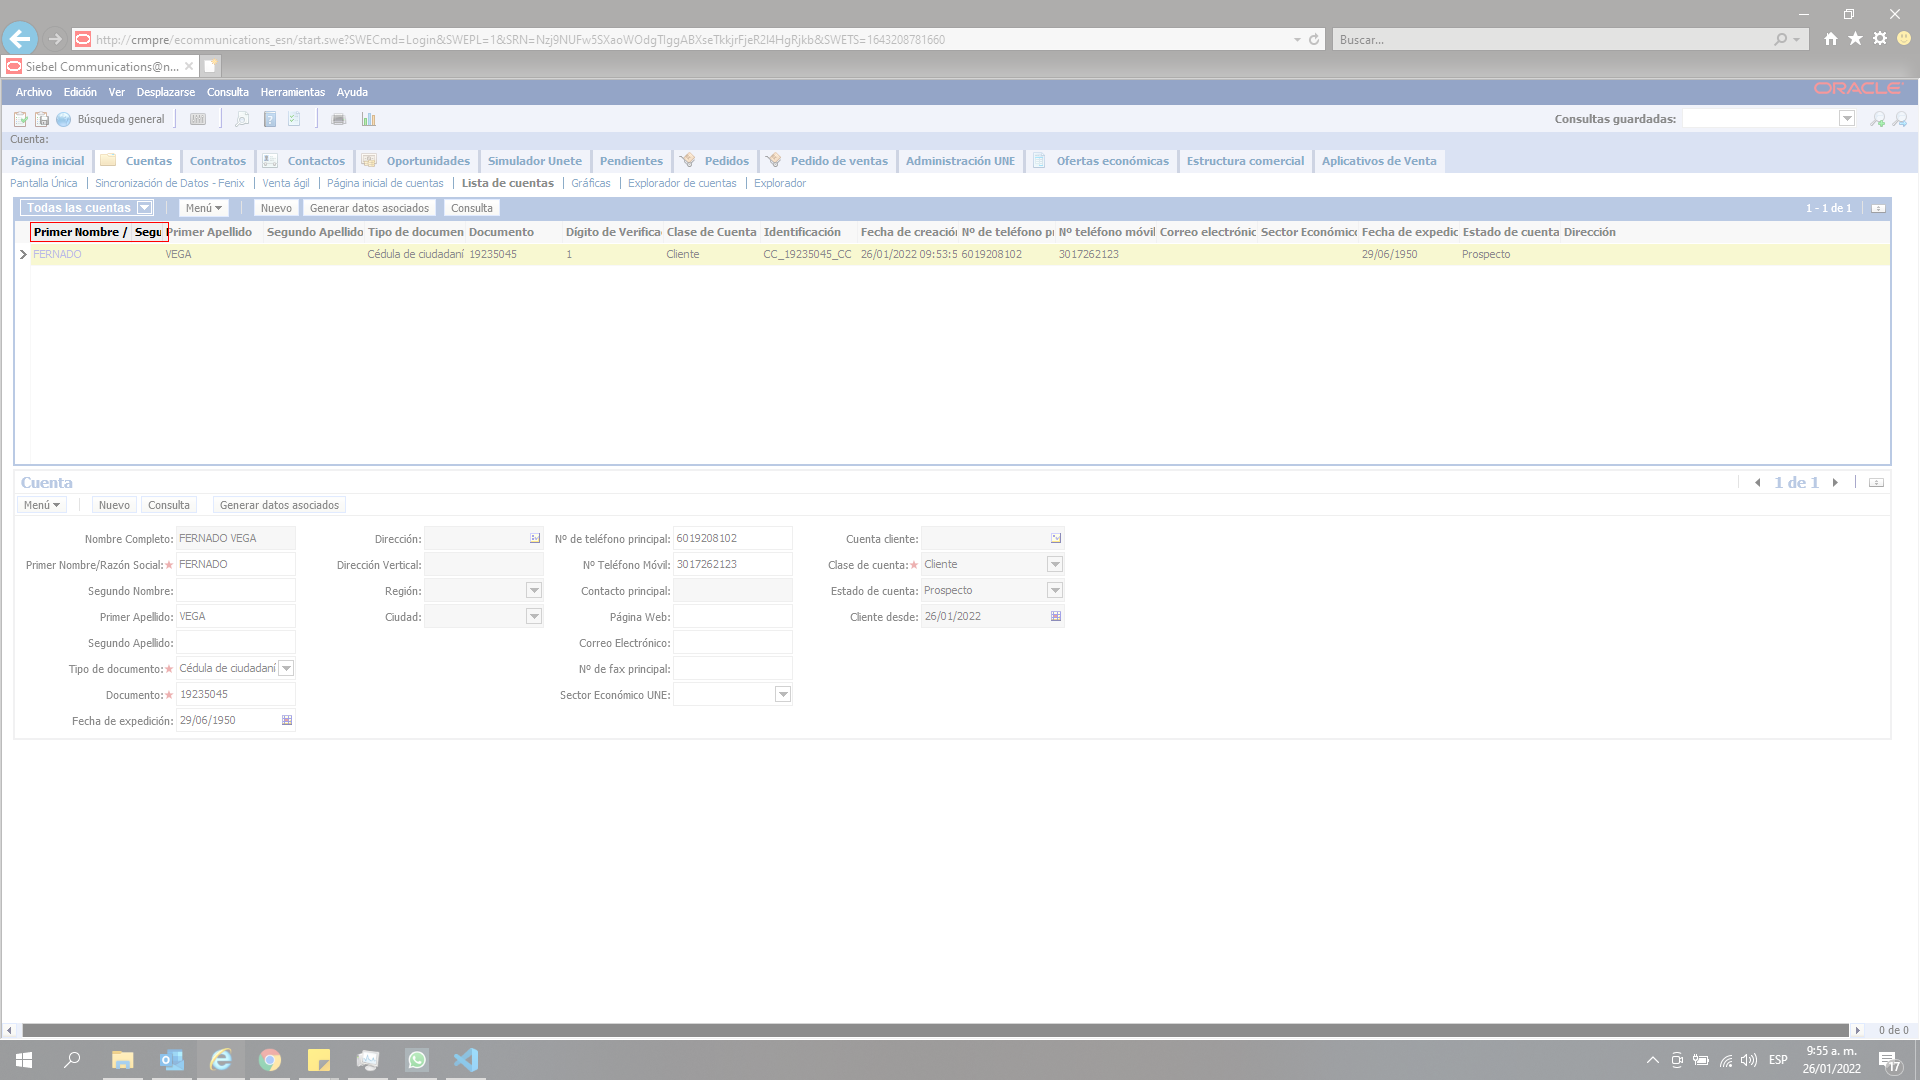 http://crmpre/ecommunications_esn/start.swe?SWECmd=Login&SWEPL=1&SRN=Nzj9NUFw5SXaoWOdgTIggABXseTkkjrFjeR2l4HgRjkb&SWETS=1643208781660
Buscar...
Siebel Communications@n...
Archivo Edición Ver Desplazarse Consulta Herramientas Ayuda
ORACLE
Búsqueda general
Consultas guardadas:
Cuenta:
Página inicial Cuentas Contratos Contactos Oportunidades Simulador Unete Pendientes Pedidos Pedido de ventas Administración UNE Ofertas económicas Estructura comercial Aplicativos de Venta
Pantalla Única Sincronización de Datos - Fenix Venta ágil Página inicial de cuentas Lista de cuentas Gráficas Explorador de cuentas Explorador
Todas las cuentas Menú Nuevo Generar datos asociados Consulta 1 - 1 de 1
Primer Nombre / Segu Primer Apellido Segundo Apellido Tipo de documen Documento Dígito de Verifica Clase de Cuenta Identificación Fecha de creació Nº de teléfono pr Nº teléfono móvil Correo electrónic Sector Económico Fecha de expedic Estado de cuenta Dirección
FERNADO VEGA Cédula de ciudadaní 19235045 1 Cliente CC_19235045_CC 26/01/2022 09:53:5 6019208102 3017262123 29/06/1950 Prospecto
Cuenta
1 de 1
Menú Nuevo Consulta Generar datos asociados
Nombre Completo: FERNADO VEGA Dirección: Nº de teléfono principal: 6019208102 Cuenta cliente:
Primer Nombre/Razón Social:★ FERNADO Dirección Vertical: Nº Teléfono Móvil: 3017262123 Clase de cuenta:★ Cliente
Segundo Nombre: Región: Contacto principal: Estado de cuenta: Prospecto
Primer Apellido: VEGA Ciudad: Página Web: Cliente desde: 26/01/2022
Segundo Apellido: Correo Electrónico:
Tipo de documento:★ Cédula de ciudadaní Nº de fax principal:
Documento:★ 19235045 Sector Económico UNE:
Fecha de expedición: 29/06/1950
0 de 0
ESP
9:55 a. m.
26/01/2022
17